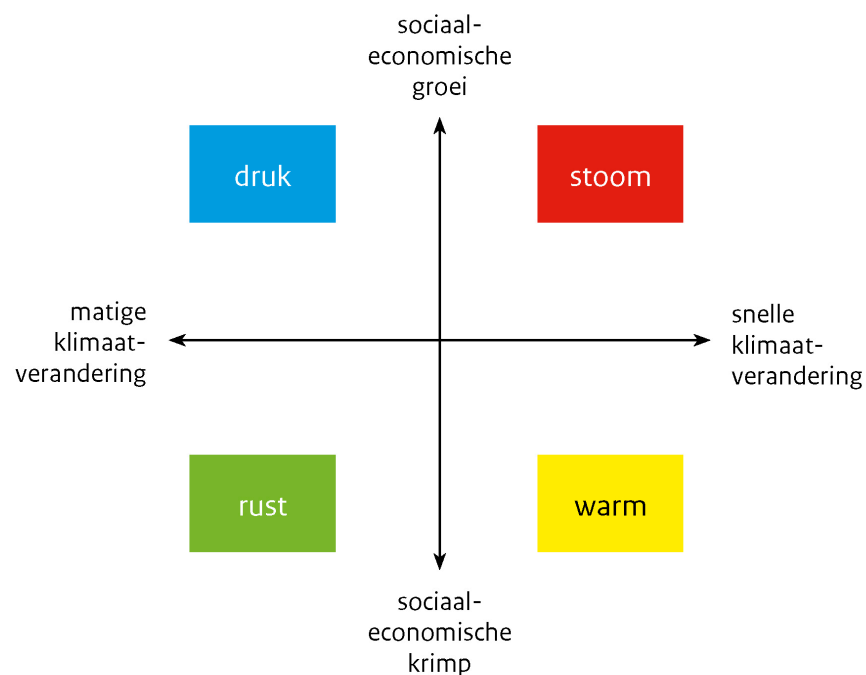 sociaal-
economische
groei
druk
stoom
matige
klimaat-
verandering
snelle
klimaat-
verandering
rust
warm
sociaal-
economische
krimp